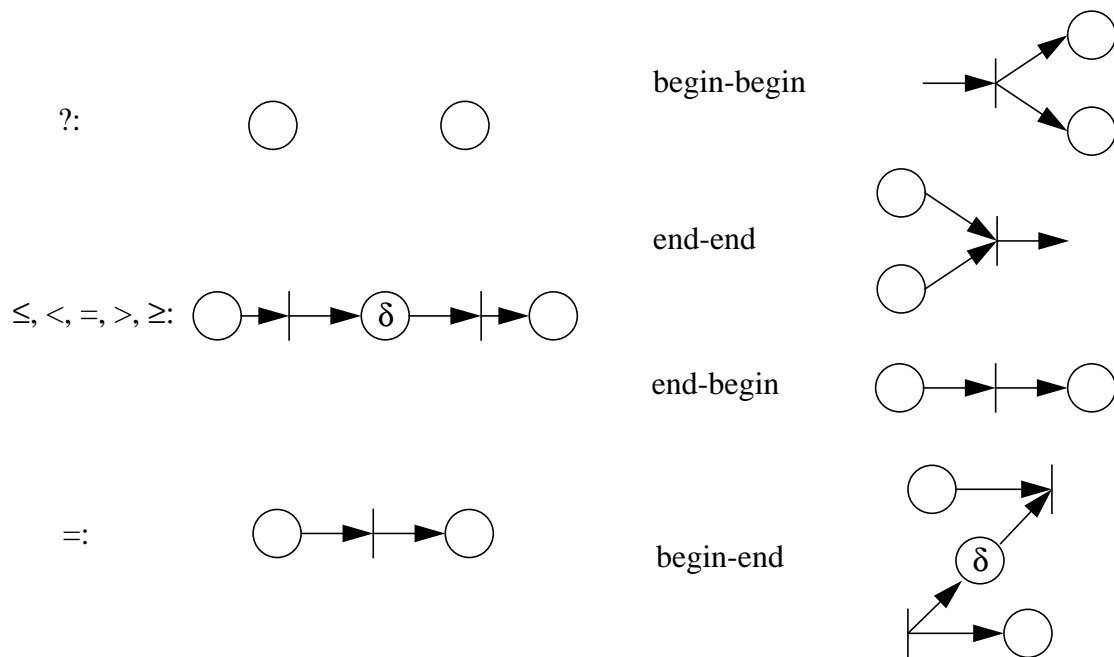 ?:
≤, <, =, >, ≥:
δ
=:
begin-begin
end-end
end-begin
begin-end
δ